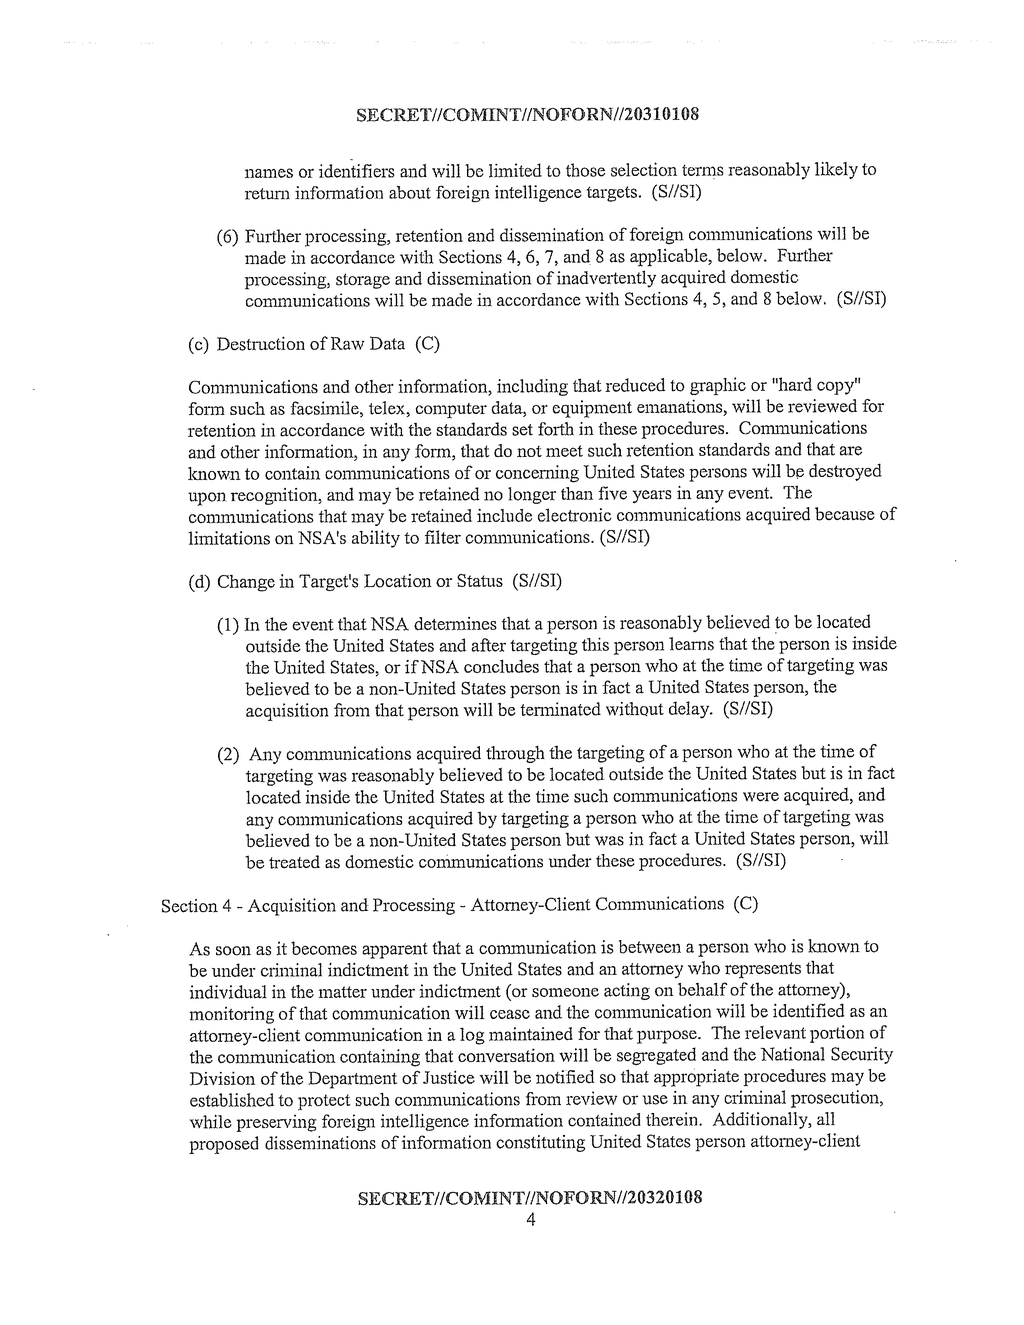 SECRET//COMINT//NOFORN//20310108
names or identifiers and will be limited to those selection terms reasonably likely to
return information about foreign intelligence targets. (S//SI)
(6) Further processing, retention and dissemination of foreign communications will be
made in accordance with Sections 4, 6, 7, and 8 as applicable, below. Further
processing, storage and dissemination of inadvertently acquired domestic
communications will be made in accordance with Sections 4, 5, and 8 below. (S//SI)
(c) Destruction of Raw Data (C)
Communications and other information, including that reduced to graphic or "hard copy"
form such as facsimile, telex, computer data, or equipment emanations, will be reviewed for
retention in accordance with the standards set forth in these procedures. Communications
and other information, in any form, that do not meet such retention standards and that are
known to contain communications of or concerning United States persons will be destroyed
upon recognition, and may be retained no longer than five years in any event. The
communications that may be retained include electronic communications acquired because of
limitations on NSA's ability to filter communications. (S//SI)
(d) Change in Target's Location or Status (S//SI)
(1) In the event that NSA determines that a person is reasonably believed to be located
outside the United States and after targeting this person learns that the person is inside
the United States, or if NSA concludes that a person who at the time of targeting was
believed to be a non-United States person is in fact a United States person, the
acquisition from that person will be terminated without delay. (S//SI)
(2) Any communications acquired through the targeting of a person who at the time of
targeting was reasonably believed to be located outside the United States but is in fact
located inside the United States at the time such communications were acquired, and
any communications acquired by targeting a person who at the time of targeting was
believed to be a non-United States person but was in fact a United States person, will
be treated as domestic communications under these procedures. (S//SI)
Section 4 - Acquisition and Processing - Attorney-Client Communications (C)
As soon as it becomes apparent that a communication is between a person who is known to
be under criminal indictment in the United States and an attorney who represents that
individual in the matter under indictment (or someone acting on behalf of the attorney),
monitoring of that communication will cease and the communication will be identified as an
attorney-client communication in a log maintained for that purpose. The relevant portion of
the communication containing that conversation will be segregated and the National Security
Division of the Department of Justice will be notified so that appropriate procedures may be
established to protect such communications from review or use in any criminal prosecution,
while preserving foreign intelligence information contained therein. Additionally, all
proposed disseminations of information constituting United States person attorney-client
SECRET//COMINT//NOFORN//20320108
4